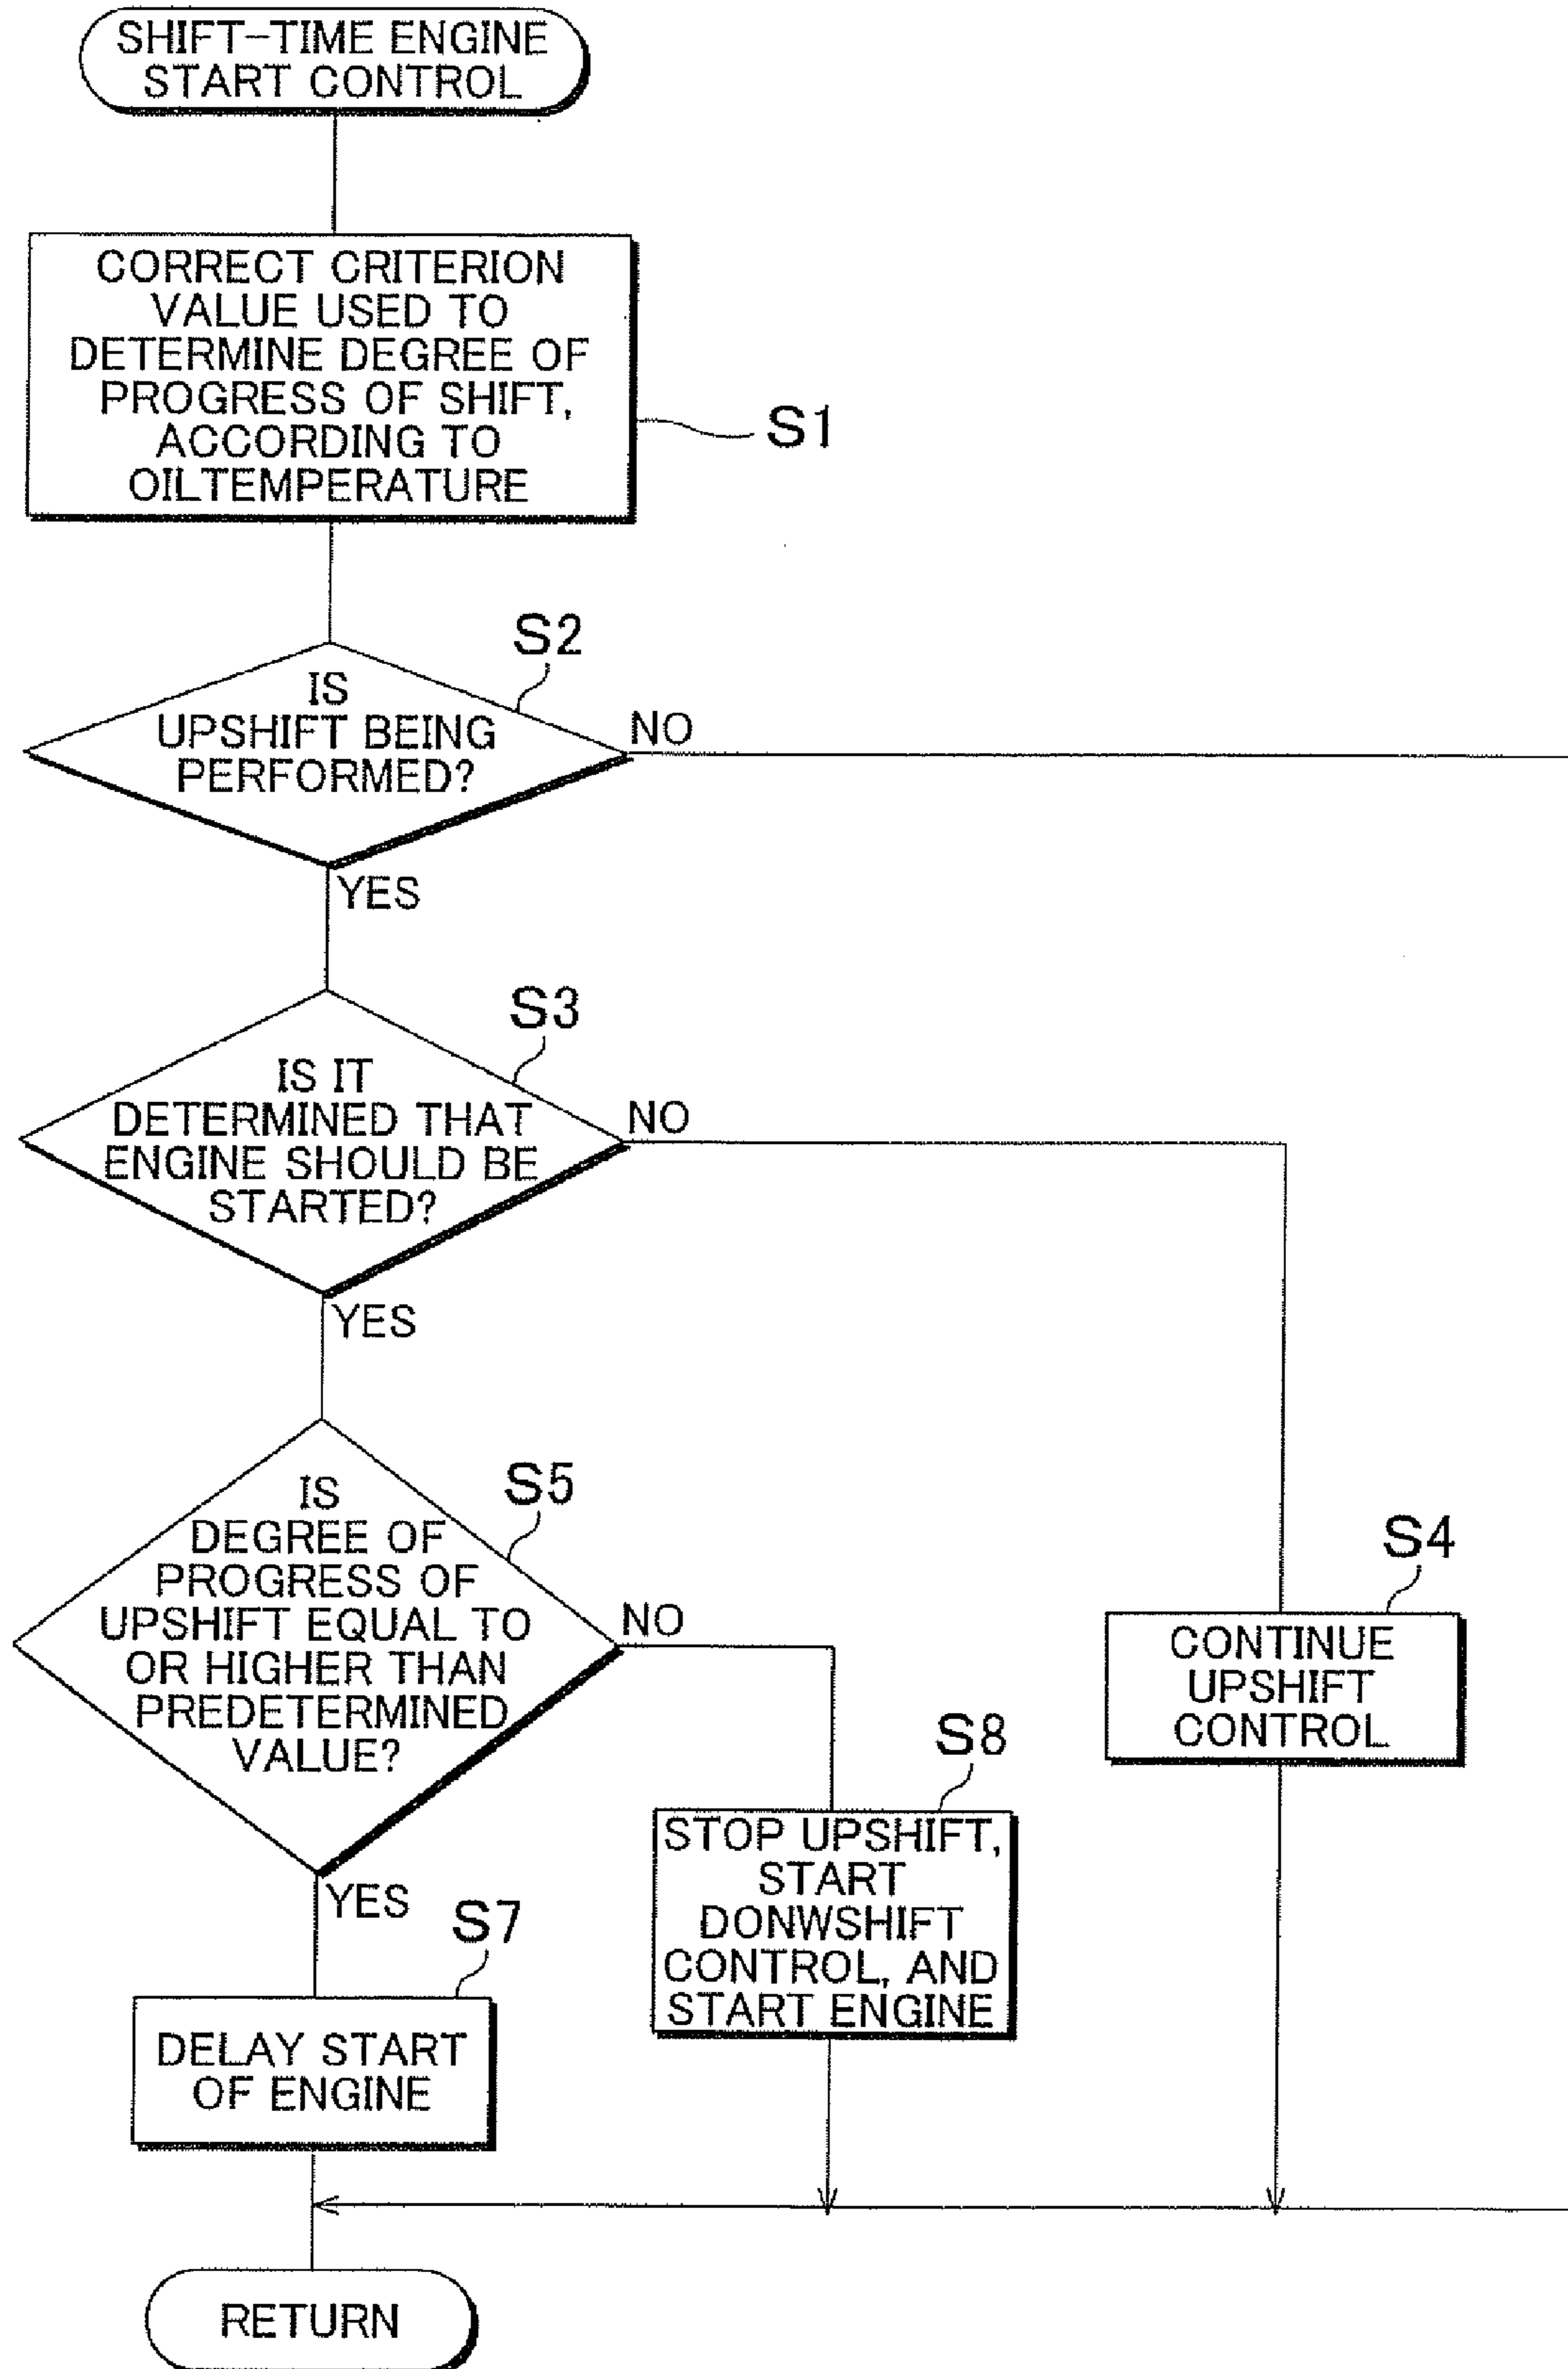 SHIFT-TIME ENGINE
START CONTROL
CORRECT CRITERION
VALUE USED TO
DETERMINE DEGREE OF
PROGRESS OF SHIFT,
ACCORDING TO
OILTEMPERATURE
S1
S2
IS
UPSHIFT BEING
PERFORMED?
NO
YES
S3
IS IT
DETERMINED THAT
ENGINE SHOULD BE
STARTED?
NO
YES
S5
IS
DEGREE OF
PROGRESS OF
UPSHIFT EQUAL TO
OR HIGHER THAN
PREDETERMINED
VALUE?
NO
YES
S4
CONTINUE
UPSHIFT
CONTROL
S8
STOP UPSHIFT,
START
DONWSHIFT
CONTROL, AND
START ENGINE
S7
DELAY START
OF ENGINE
RETURN